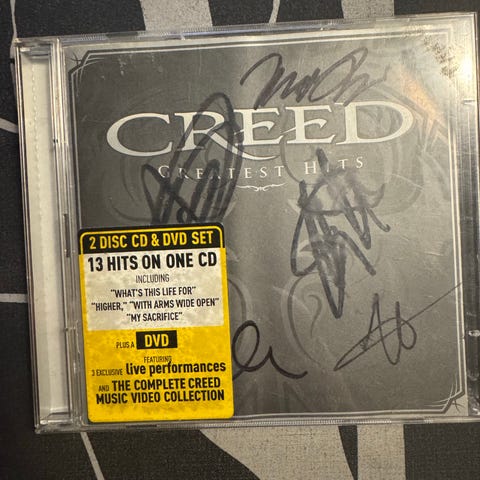 CREED
GREATEST HITS
2 DISC CD & DVD SET
13 HITS ON ONE CD
INCLUDING
"WHAT'S THIS LIFE FOR"
"HIGHER," "WITH ARMS WIDE OPEN"
"MY SACRIFICE"
PLUS A DVD
FEATURING
3 EXCLUSIVE live performances
AND THE COMPLETE CREED
MUSIC VIDEO COLLECTION